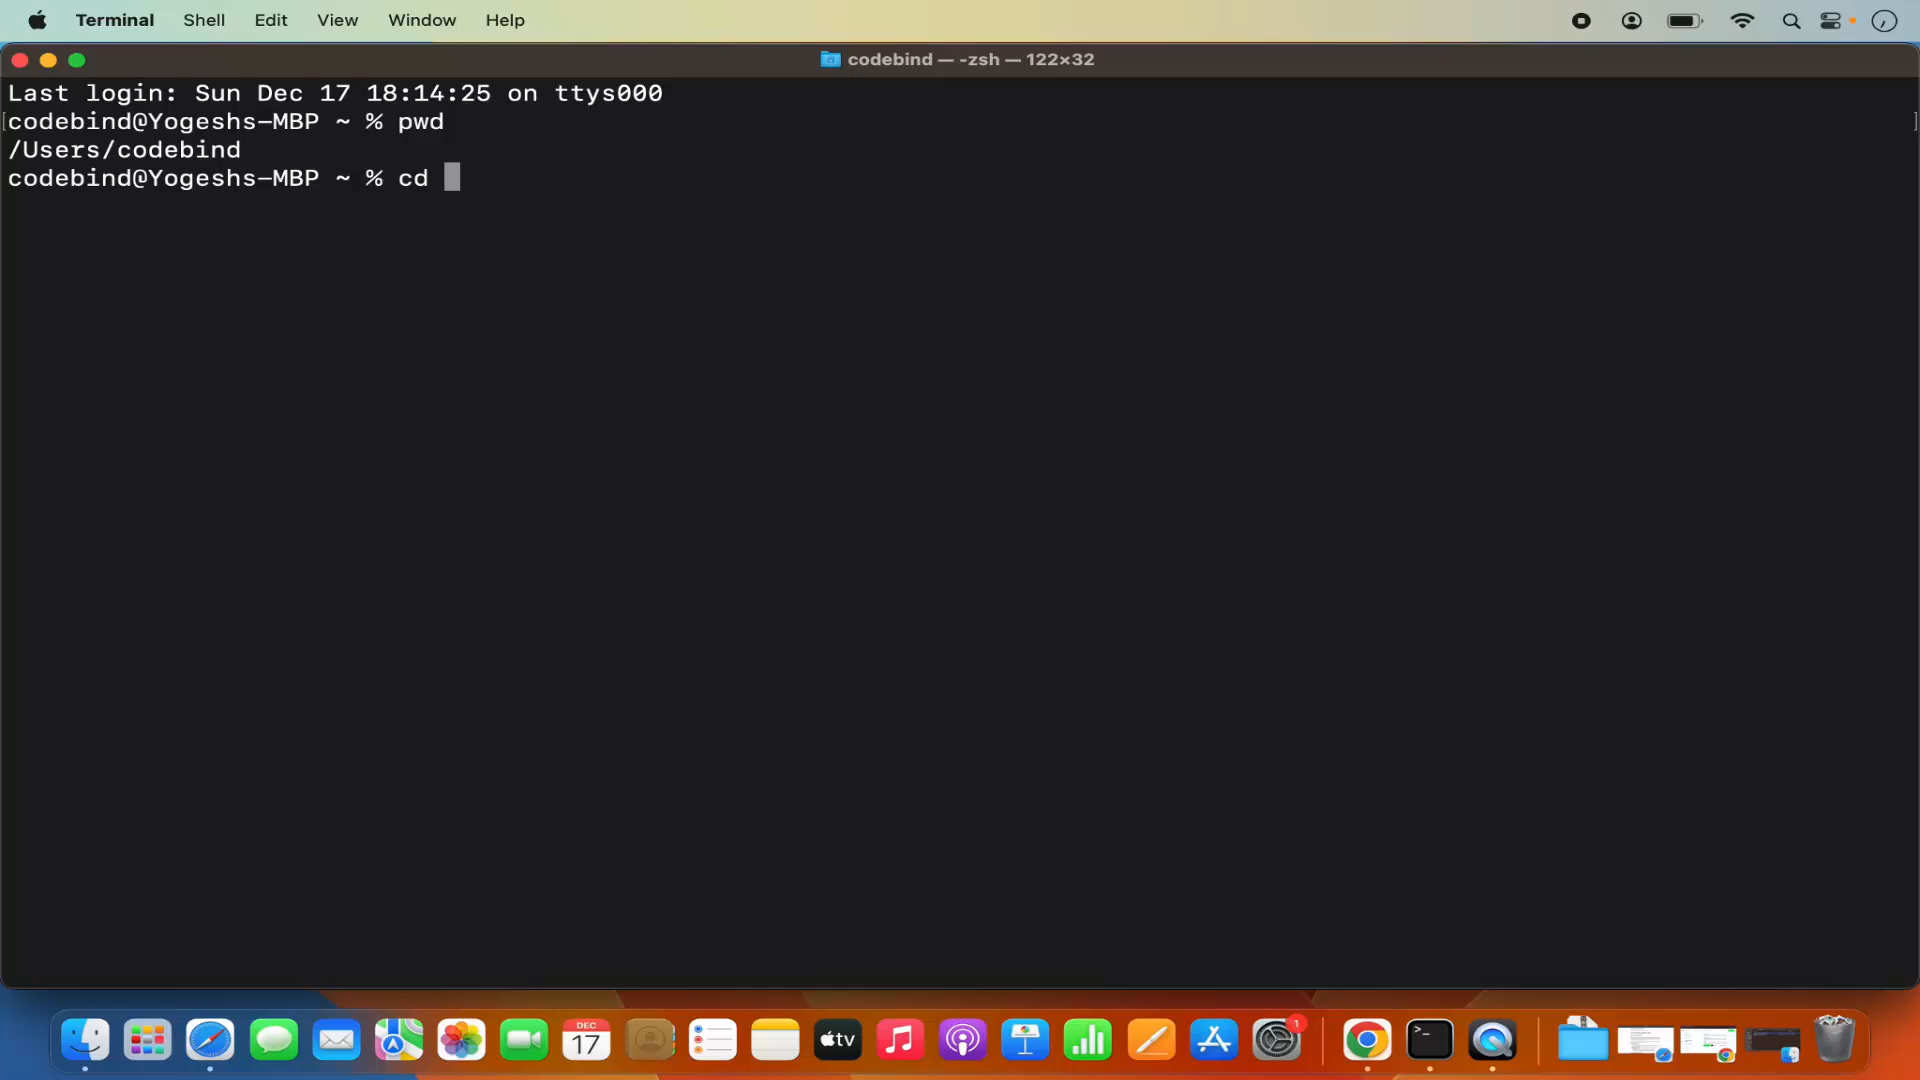 Terminal Shell Edit View Window Help
codebind — -zsh — 122×32
Last login: Sun Dec 17 18:14:25 on ttys000
[codebind@Yogeshs-MBP ~ % pwd ]
/Users/codebind
codebind@Yogeshs-MBP ~ % cd
DEC
17
tv
1
>_